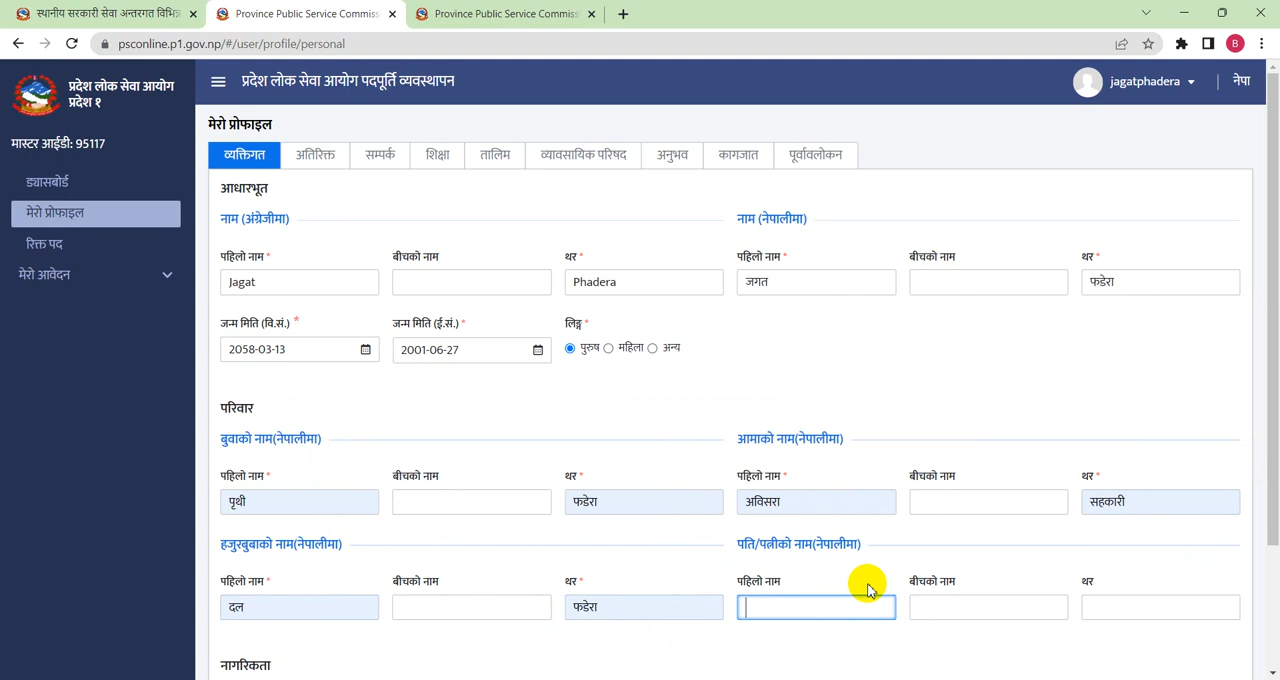 स्थानीय सरकारी सेवा अन्तरगत विभि
Province Public Service Commiss
Province Public Service Commiss
psconline.p1.gov.np/#/user/profile/personal
B
प्रदेश लोक सेवा आयोग
प्रदेश १
प्रदेश लोक सेवा आयोग पदपूर्ति व्यवस्थापन
jagatphadera
नेपा
मास्टर आईडी: 95117
ड्यासबोर्ड
मेरो प्रोफाइल
रिक्त पद
मेरो आवेदन
मेरो प्रोफाइल
व्यक्तिगत अतिरिक्त सम्पर्क शिक्षा तालिम व्यावसायिक परिषद अनुभव कागजात पूर्वावलोकन
आधारभूत
नाम (अंग्रेजीमा) नाम (नेपालीमा)
पहिलो नाम * बीचको नाम थर * पहिलो नाम * बीचको नाम थर *
Jagat Phadera जगत फडेरा
जन्म मिति (वि.सं.) * जन्म मिति (ई.सं.) * लिङ्ग *
2058-03-13 2001-06-27 पुरुष महिला अन्य
परिवार
बुवाको नाम(नेपालीमा) आमाको नाम(नेपालीमा)
पहिलो नाम * बीचको नाम थर * पहिलो नाम * बीचको नाम थर *
पृथी फडेरा अविसरा सहकारी
हजुरबुबाको नाम(नेपालीमा) पति/पत्नीको नाम(नेपालीमा)
पहिलो नाम * बीचको नाम थर * पहिलो नाम बीचको नाम थर
दल फडेरा
नागरिकता